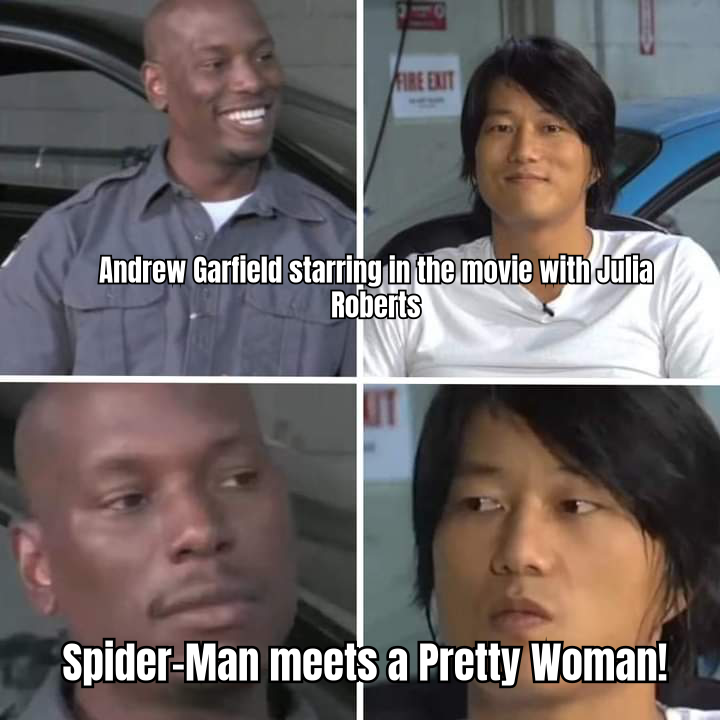 FIRE EXIT
Andrew Garfield starring in the movie with Julia
Roberts
Spider-Man meets a Pretty Woman!